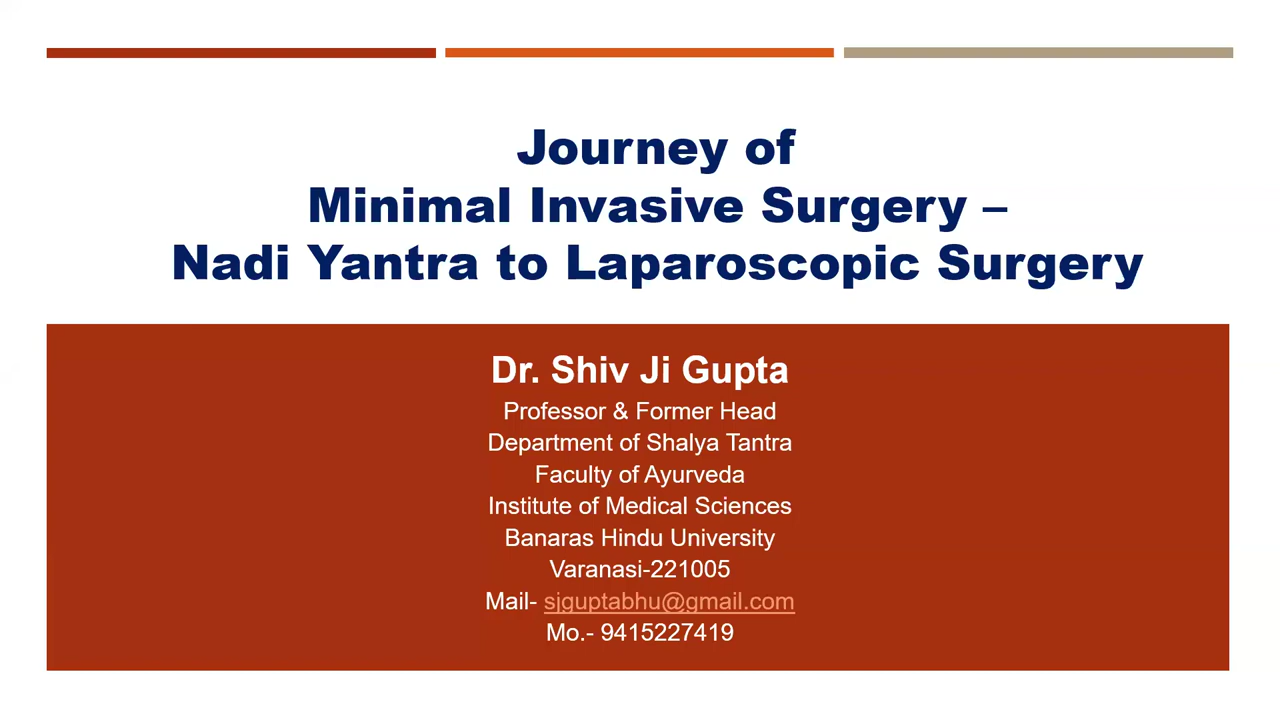 Journey of
Minimal Invasive Surgery –
Nadi Yantra to Laparoscopic Surgery
Dr. Shiv Ji Gupta
Professor & Former Head
Department of Shalya Tantra
Faculty of Ayurveda
Institute of Medical Sciences
Banaras Hindu University
Varanasi-221005
Mail- sjguptabhu@gmail.com
Mo.- 9415227419